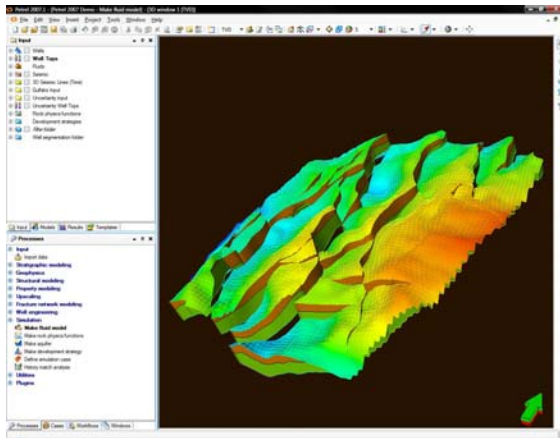 Petrel 2007.1 - [Petrel 2007 Demo - Make fluid model] - [3D window 1 [TVD]]
File Edit View Insert Project Tools Window Help
TVD
Input
Wells
Well Tops
Fluids
Seismic
3D Seismic Lines (Time)
Gullfaks Input
Uncertainty Input
Uncertainty Well Tops
Rock physics functions
Development strategies
Well segmentation folder
Input Models Results Templates
Processes
Input
Import data
Stratigraphic modeling
Geophysics
Structural modeling
Property modeling
Upscaling
Fracture network modeling
Well engineering
Simulation
Make fluid model
Make rock physics functions
Make aquifer
Make development strategy
Define simulation case
History match analysis
Utilities
Plugins
Processes Cases Workflows Windows